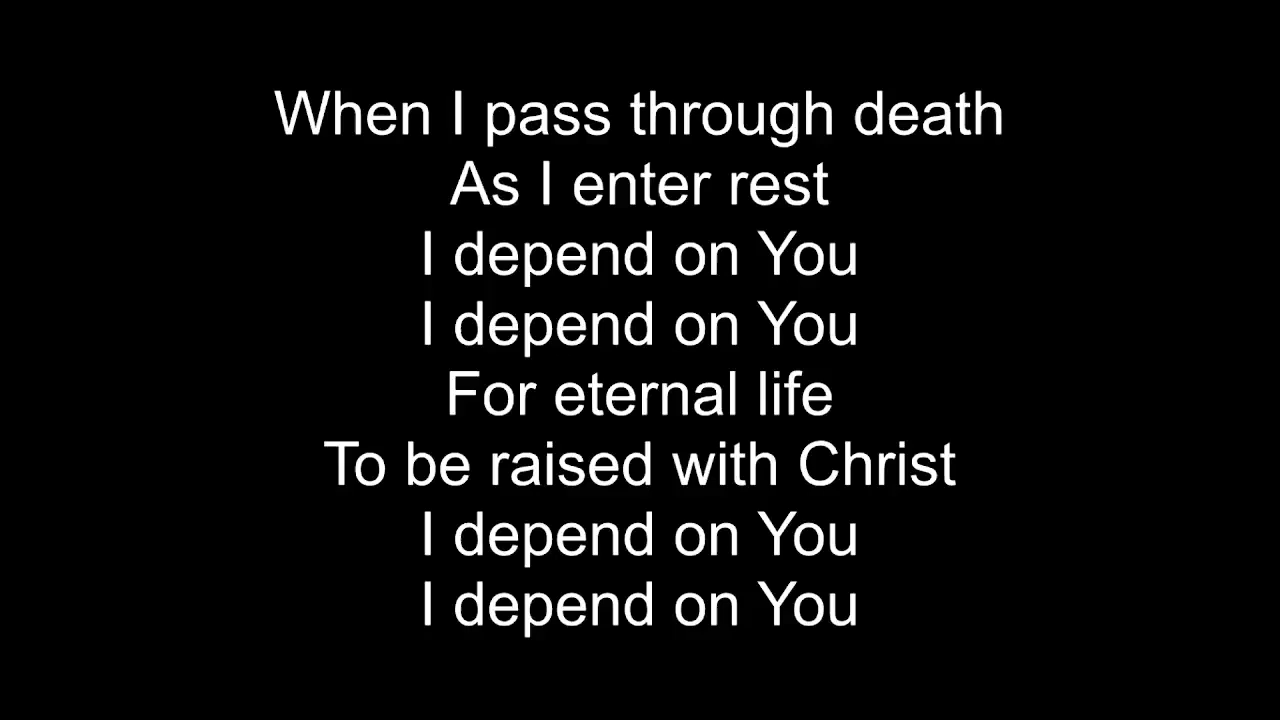 When I pass through death
As I enter rest
I depend on You
I depend on You
For eternal life
To be raised with Christ
I depend on You
I depend on You